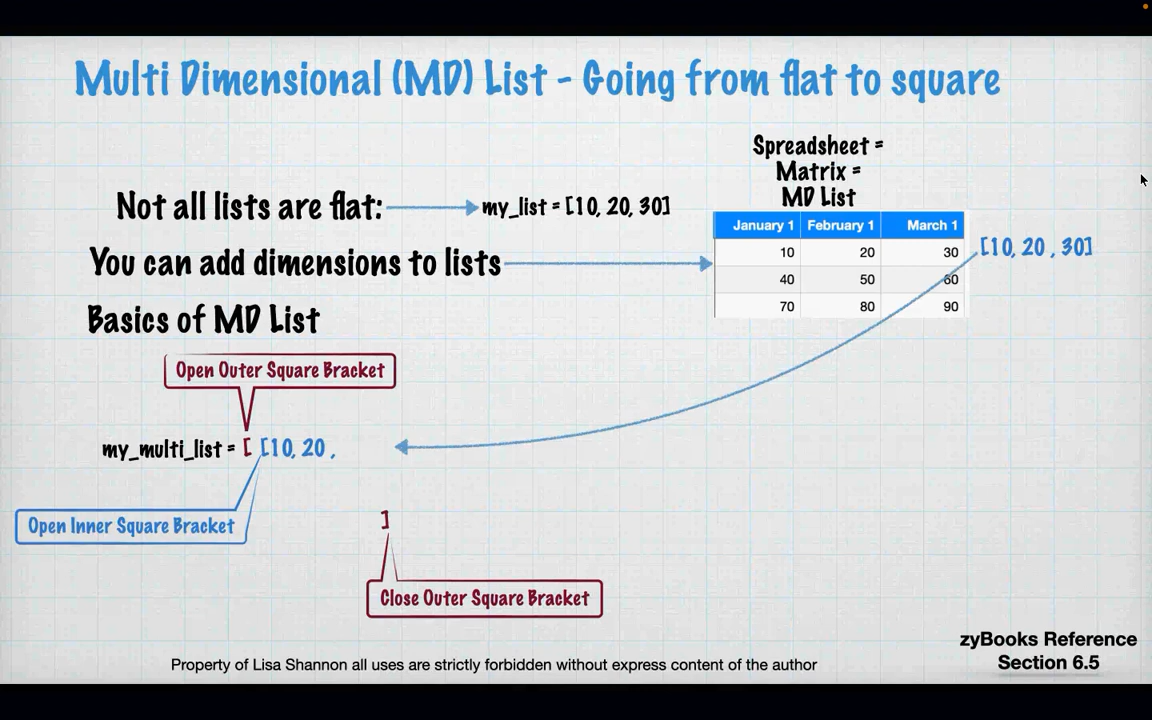 Multi Dimensional (MD) List - Going from flat to square
Spreadsheet =
Matrix =
MD List
Not all lists are flat:
my_list = [10, 20, 30]
January 1 February 1 March 1
10 20 30
40 50 60
70 80 90
[10, 20 , 30]
You can add dimensions to lists
Basics of MD List
Open Outer Square Bracket
my_multi_list = [ [10, 20 ,
Open Inner Square Bracket
]
Close Outer Square Bracket
zyBooks Reference
Section 6.5
Property of Lisa Shannon all uses are strictly forbidden without express content of the author